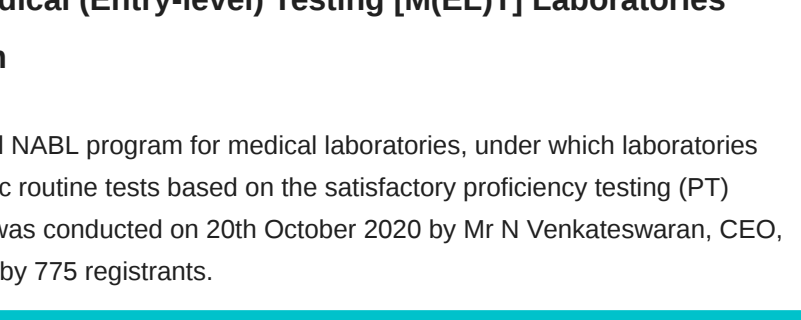 (Entry-level) Testing [M(EL)T] Laboratories
NABL program for medical laboratories, under which laboratories
routine tests based on the satisfactory proficiency testing (PT)
was conducted on 20th October 2020 by Mr N Venkateswaran, CEO,
by 775 registrants.